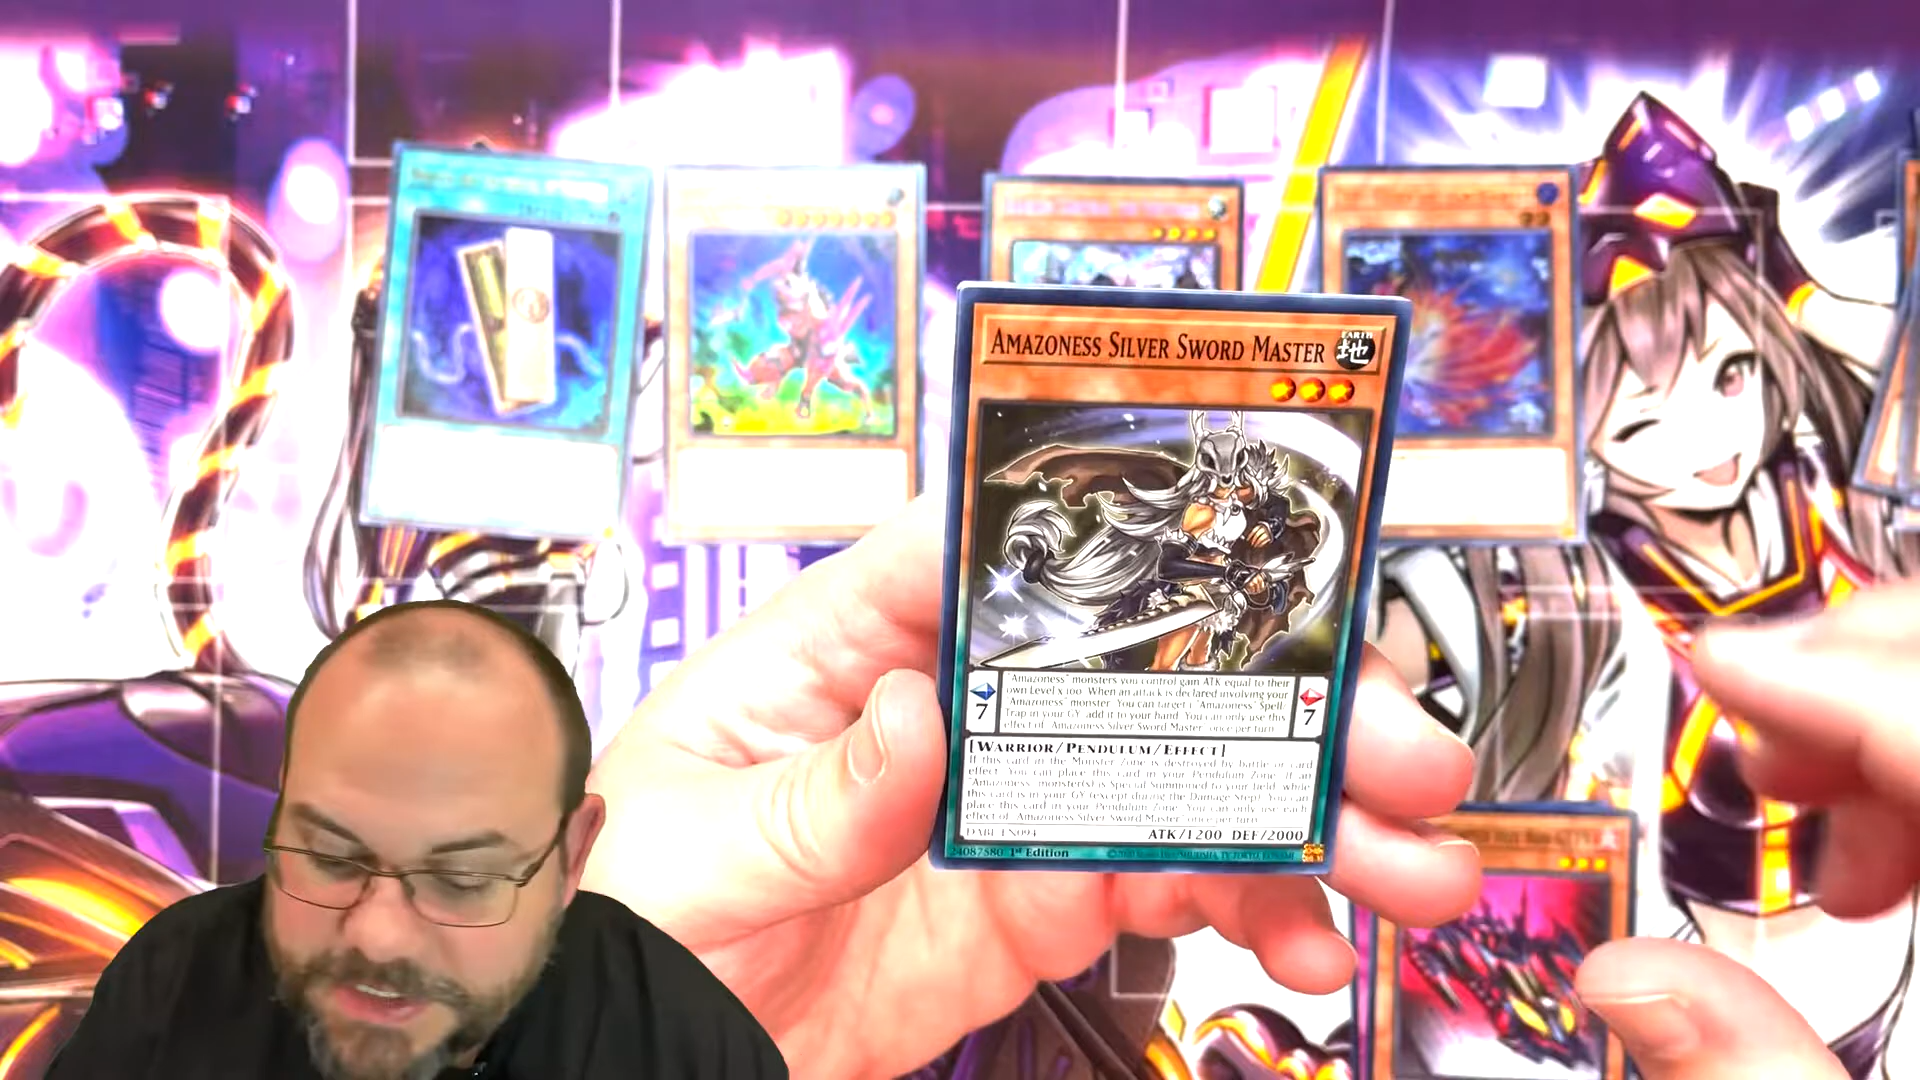 AMAZONESS SILVER SWORD MASTER
EARTH
地
"Amazoness" monsters you control gain ATK equal to their
own Level x 100. When an attack is declared involving your
"Amazoness" monster: You can target 1 "Amazoness" Spell/
Trap in your GY; add it to your hand. You can only use this
effect of "Amazoness Silver Sword Master" once per turn.
7
7
[WARRIOR/PENDULUM/EFFECT]
If this card in the Monster Zone is destroyed by battle or card
effect: You can place this card in your Pendulum Zone. If an
"Amazoness" monster(s) is Special Summoned to your field, while
this card is in your GY (except during the Damage Step): You can
place this card in your Pendulum Zone. You can only use each
effect of "Amazoness Silver Sword Master" once per turn.
DABL-EN094
ATK/1200 DEF/2000
24087580 1st Edition